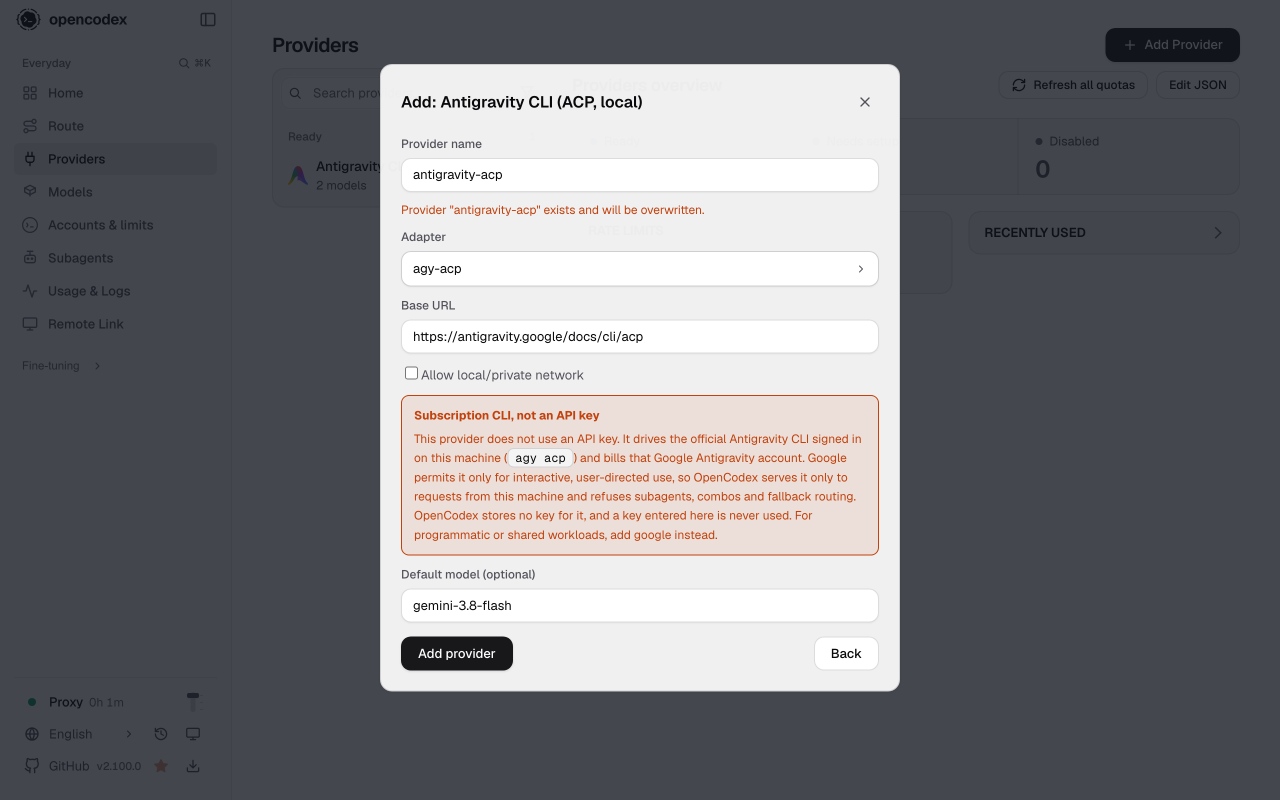 opencodex
Everyday
⌘K
Home
Route
Providers
Models
Accounts & limits
Subagents
Usage & Logs
Remote Link
Fine-tuning
Proxy 0h 1m
English
GitHub v2.100.0
Providers
Add Provider
Search prov
Refresh all quotas
Edit JSON
Ready
Antigravity
2 models
Providers overview
Disabled
0
RECENTLY USED
Add: Antigravity CLI (ACP, local)
Provider name
antigravity-acp
Provider "antigravity-acp" exists and will be overwritten.
Adapter
agy-acp
Base URL
https://antigravity.google/docs/cli/acp
Allow local/private network
Subscription CLI, not an API key
This provider does not use an API key. It drives the official Antigravity CLI signed in
on this machine ( agy acp ) and bills that Google Antigravity account. Google
permits it only for interactive, user-directed use, so OpenCodex serves it only to
requests from this machine and refuses subagents, combos and fallback routing.
OpenCodex stores no key for it, and a key entered here is never used. For
programmatic or shared workloads, add google instead.
Default model (optional)
gemini-3.8-flash
Add provider
Back